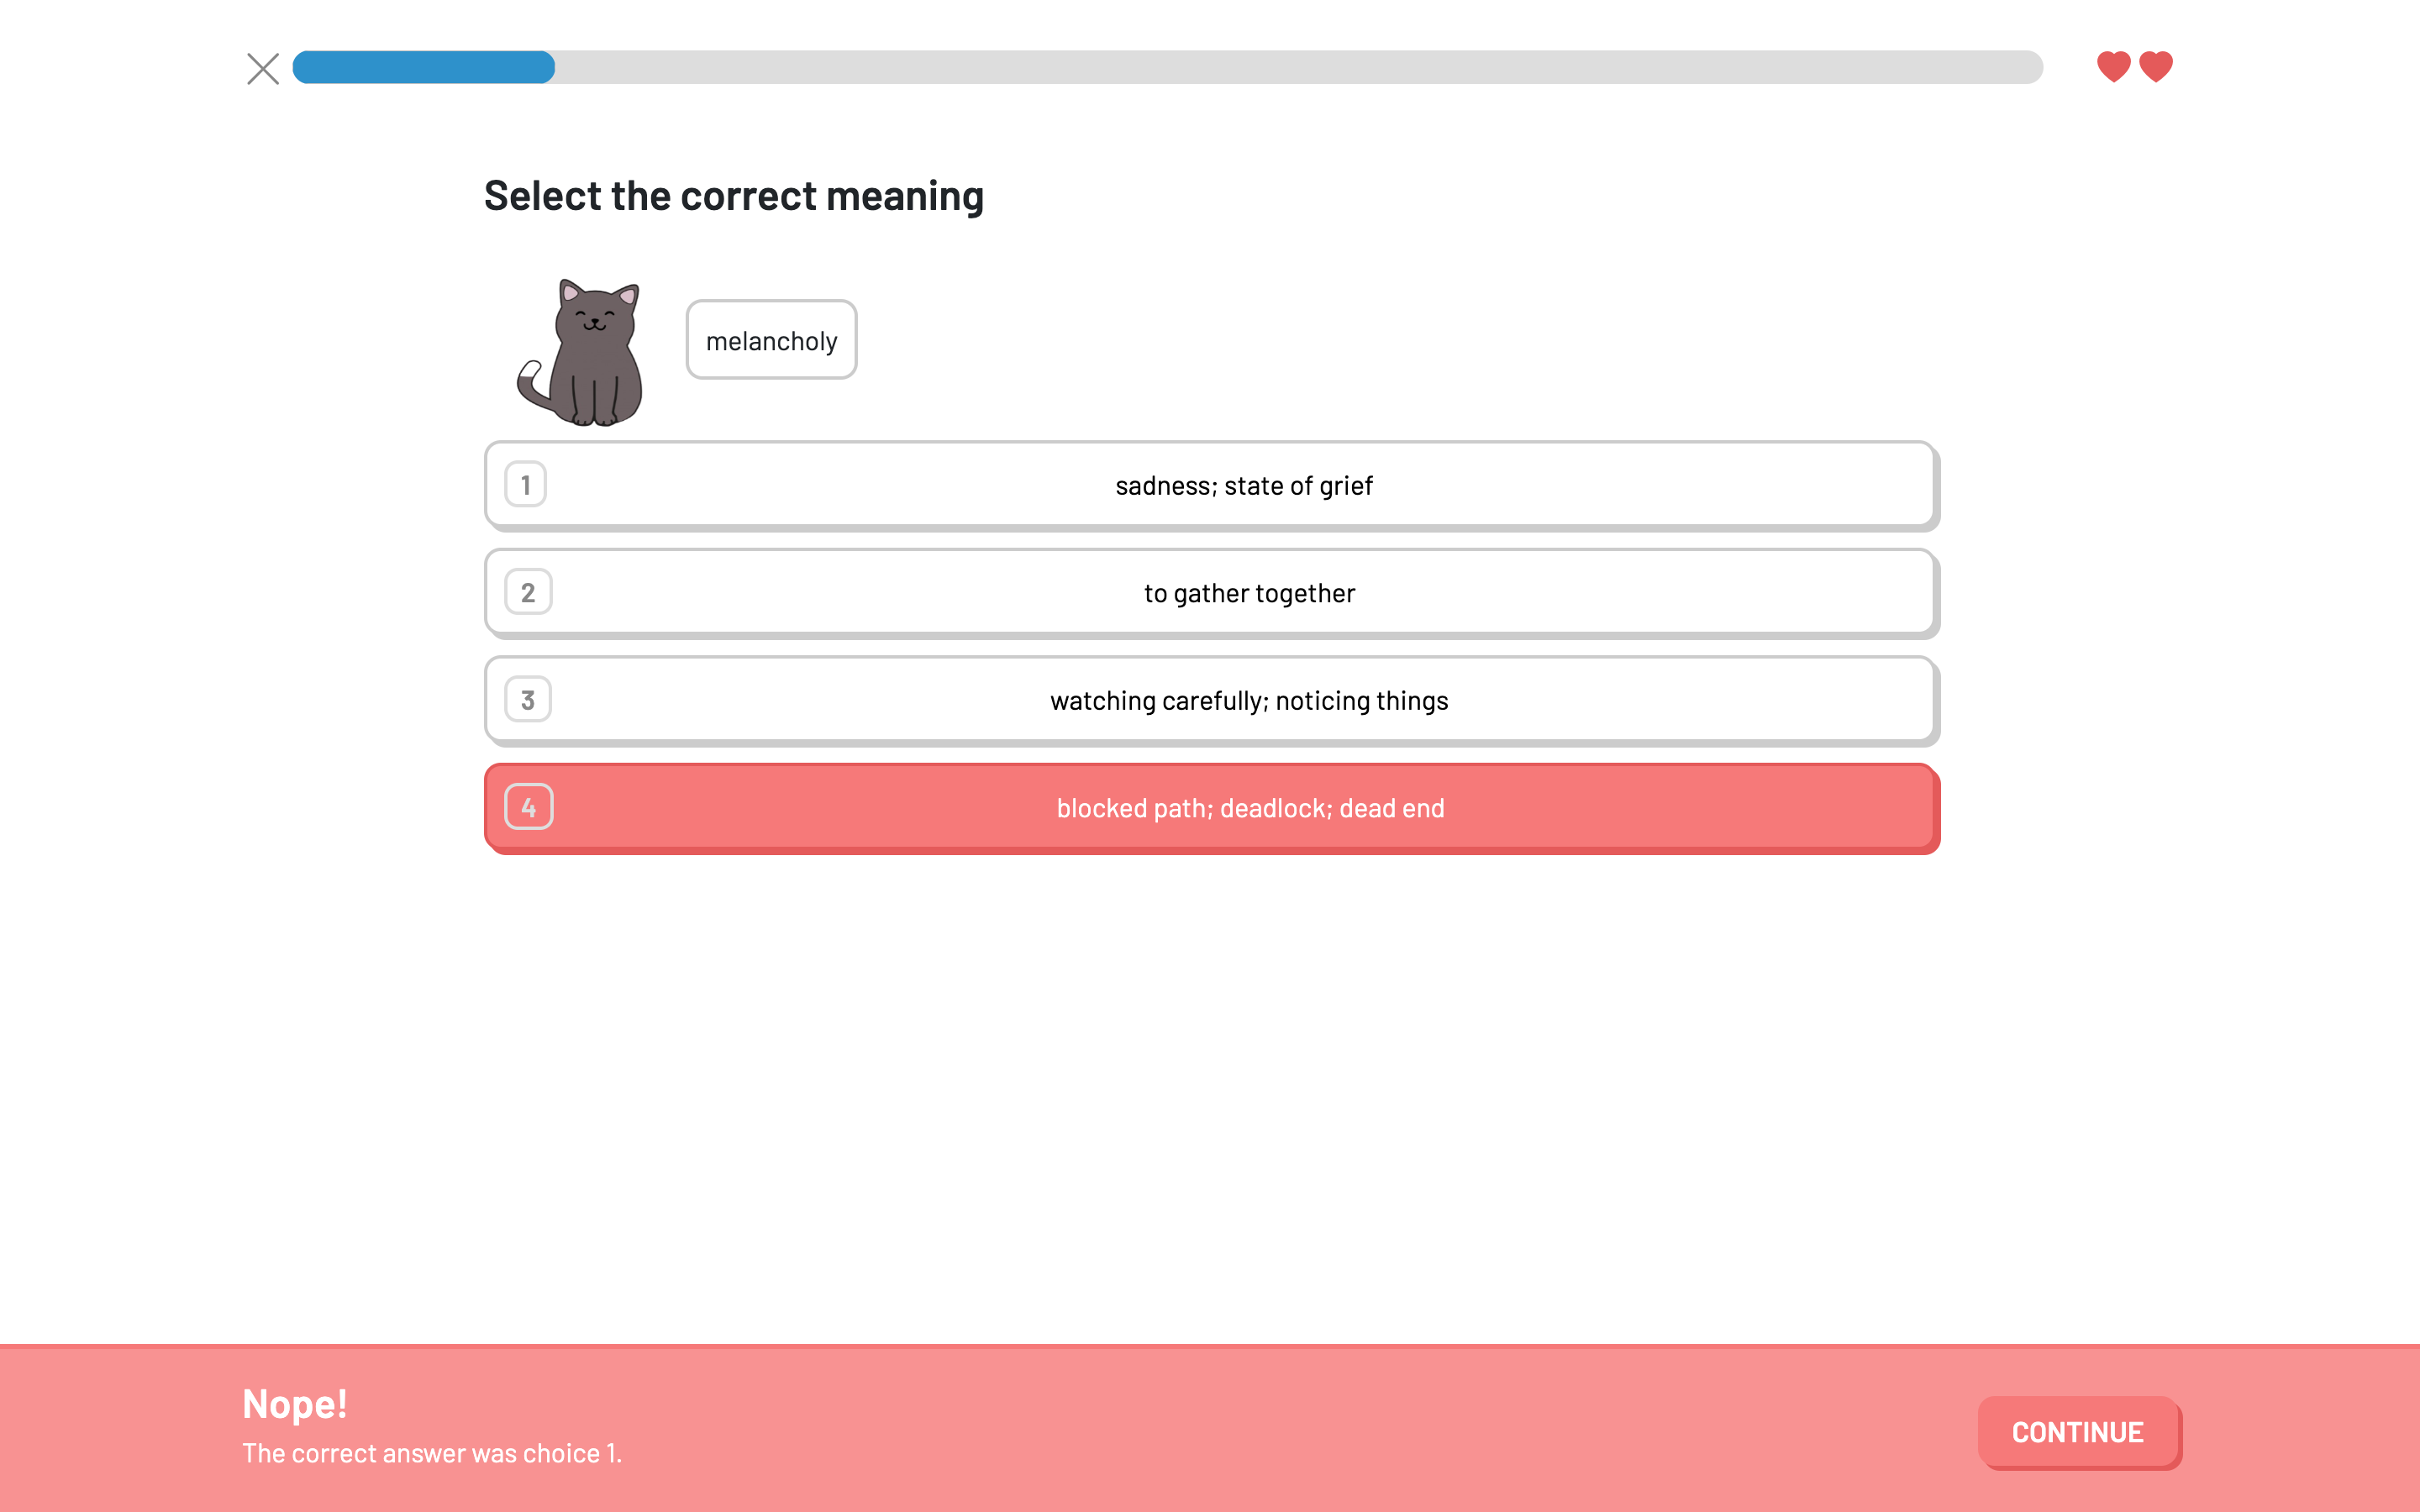 Select the correct meaning
melancholy
1 sadness; state of grief
2 to gather together
3 watching carefully; noticing things
4 blocked path; deadlock; dead end
Nope!
The correct answer was choice 1.
CONTINUE